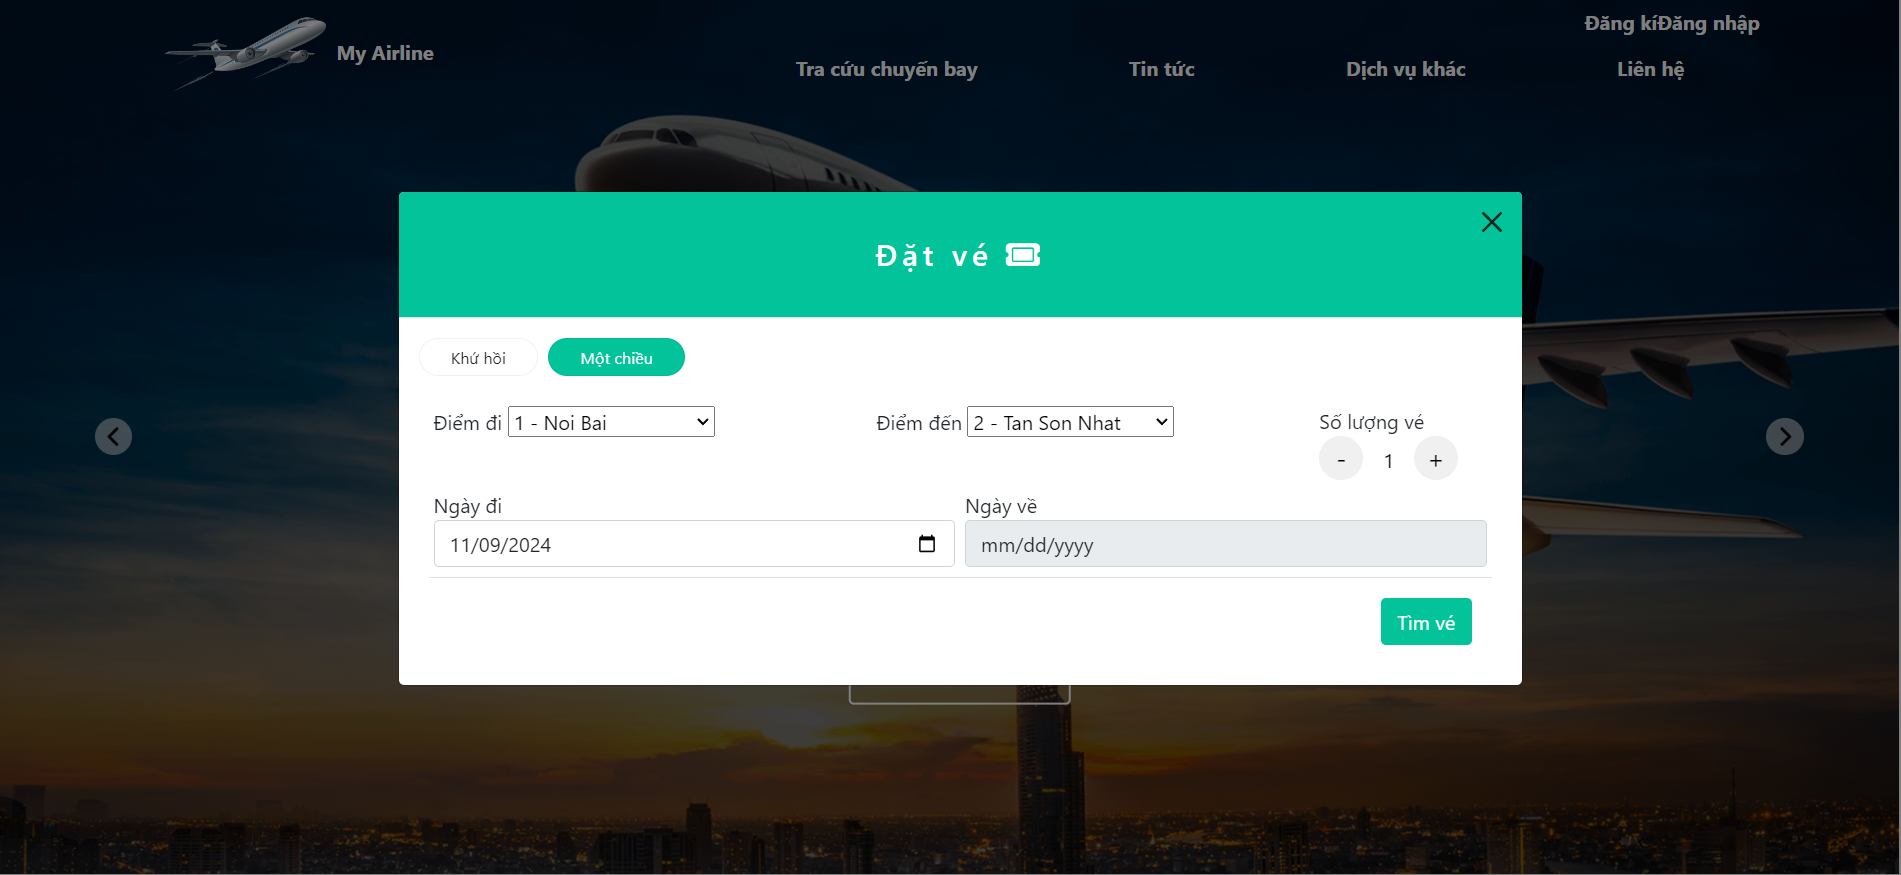 Đăng kíĐăng nhập
My Airline
Tra cứu chuyến bay Tin tức Dịch vụ khác Liên hệ
Đặt vé
Khứ hồi Một chiều
Điểm đi 1 - Noi Bai Điểm đến 2 - Tan Son Nhat Số lượng vé
- 1 +
Ngày đi Ngày về
11/09/2024 mm/dd/yyyy
Tìm vé